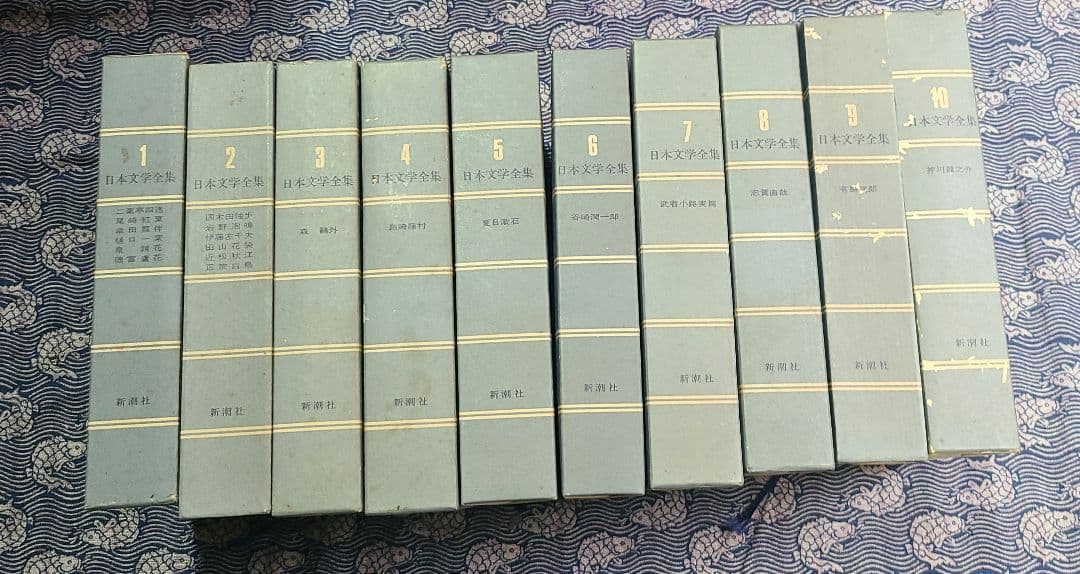 1
日本文学全集
二葉亭四迷
尾崎紅葉
幸田露伴
樋口一葉
泉鏡花
徳富蘆花
新潮社
2
日本文学全集
国木田独歩
岩野泡鳴
伊藤左千夫
田山花袋
近松秋江
正宗白鳥
新潮社
3
日本文学全集
森鷗外
新潮社
4
日本文学全集
島崎藤村
新潮社
5
日本文学全集
夏目漱石
新潮社
6
日本文学全集
谷崎潤一郎
新潮社
7
日本文学全集
武者小路実篤
新潮社
8
日本文学全集
志賀直哉
新潮社
9
日本文学全集
有島武郎
新潮社
10
日本文学全集
芥川龍之介
新潮社